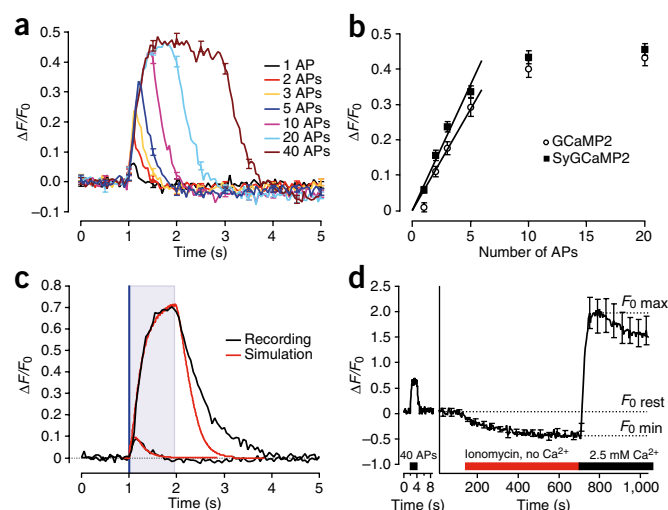 a
ΔF/F0
0.5
0.4
0.3
0.2
0.1
0.0
−0.1
0
1
2
3
4
5
Time (s)
1 AP
2 APs
3 APs
5 APs
10 APs
20 APs
40 APs
b
ΔF/F0
0.4
0.3
0.2
0.1
0
0
5
10
15
20
Number of APs
GCaMP2
SyGCaMP2
c
ΔF/F0
0.8
0.7
0.6
0.5
0.4
0.3
0.2
0.1
0
0
1
2
3
4
5
Time (s)
Recording
Simulation
d
ΔF/F0
2.5
2.0
1.5
1.0
0.5
0
−0.5
−1.0
F0 max
F0 rest
F0 min
40 APs
Ionomycin, no Ca2+
2.5 mM Ca2+
0 4 8
200 400 600 800 1,000
Time (s)
Time (s)